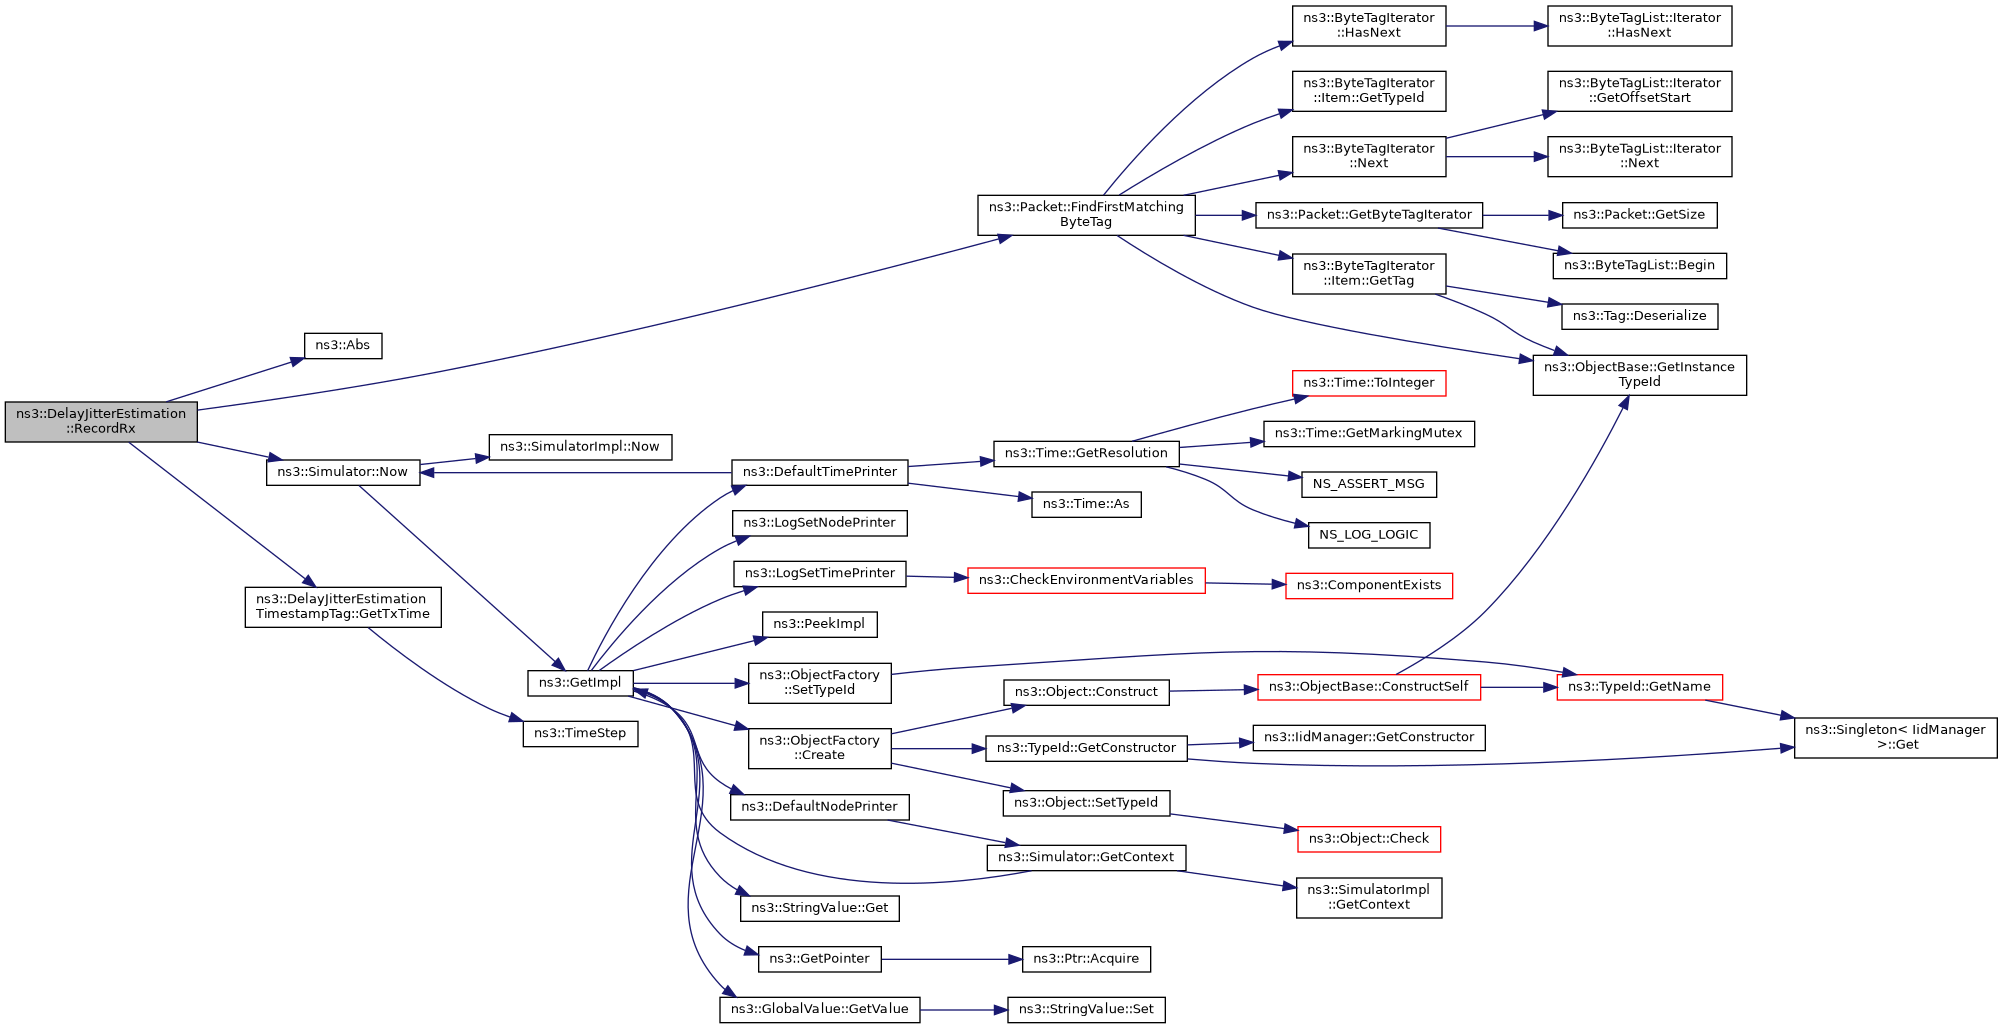 ns3::DelayJitterEstimation
::RecordRx
ns3::Abs
ns3::Simulator::Now
ns3::DelayJitterEstimation
TimestampTag::GetTxTime
ns3::SimulatorImpl::Now
ns3::GetImpl
ns3::TimeStep
ns3::DefaultTimePrinter
ns3::LogSetNodePrinter
ns3::LogSetTimePrinter
ns3::PeekImpl
ns3::ObjectFactory
::SetTypeId
ns3::ObjectFactory
::Create
ns3::DefaultNodePrinter
ns3::StringValue::Get
ns3::GetPointer
ns3::GlobalValue::GetValue
ns3::Packet::FindFirstMatching
ByteTag
ns3::Time::GetResolution
ns3::Time::As
ns3::CheckEnvironmentVariables
ns3::Object::Construct
ns3::TypeId::GetConstructor
ns3::Object::SetTypeId
ns3::Simulator::GetContext
ns3::Ptr::Acquire
ns3::StringValue::Set
ns3::ByteTagIterator
::HasNext
ns3::ByteTagIterator
::Item::GetTypeId
ns3::ByteTagIterator
::Next
ns3::Packet::GetByteTagIterator
ns3::ByteTagIterator
::Item::GetTag
ns3::Time::ToInteger
ns3::Time::GetMarkingMutex
NS_ASSERT_MSG
NS_LOG_LOGIC
ns3::ComponentExists
ns3::ObjectBase::ConstructSelf
ns3::IidManager::GetConstructor
ns3::Object::Check
ns3::SimulatorImpl
::GetContext
ns3::ByteTagList::Iterator
::HasNext
ns3::ByteTagList::Iterator
::GetOffsetStart
ns3::ByteTagList::Iterator
::Next
ns3::Packet::GetSize
ns3::ByteTagList::Begin
ns3::Tag::Deserialize
ns3::ObjectBase::GetInstance
TypeId
ns3::TypeId::GetName
ns3::Singleton< IidManager
>::Get